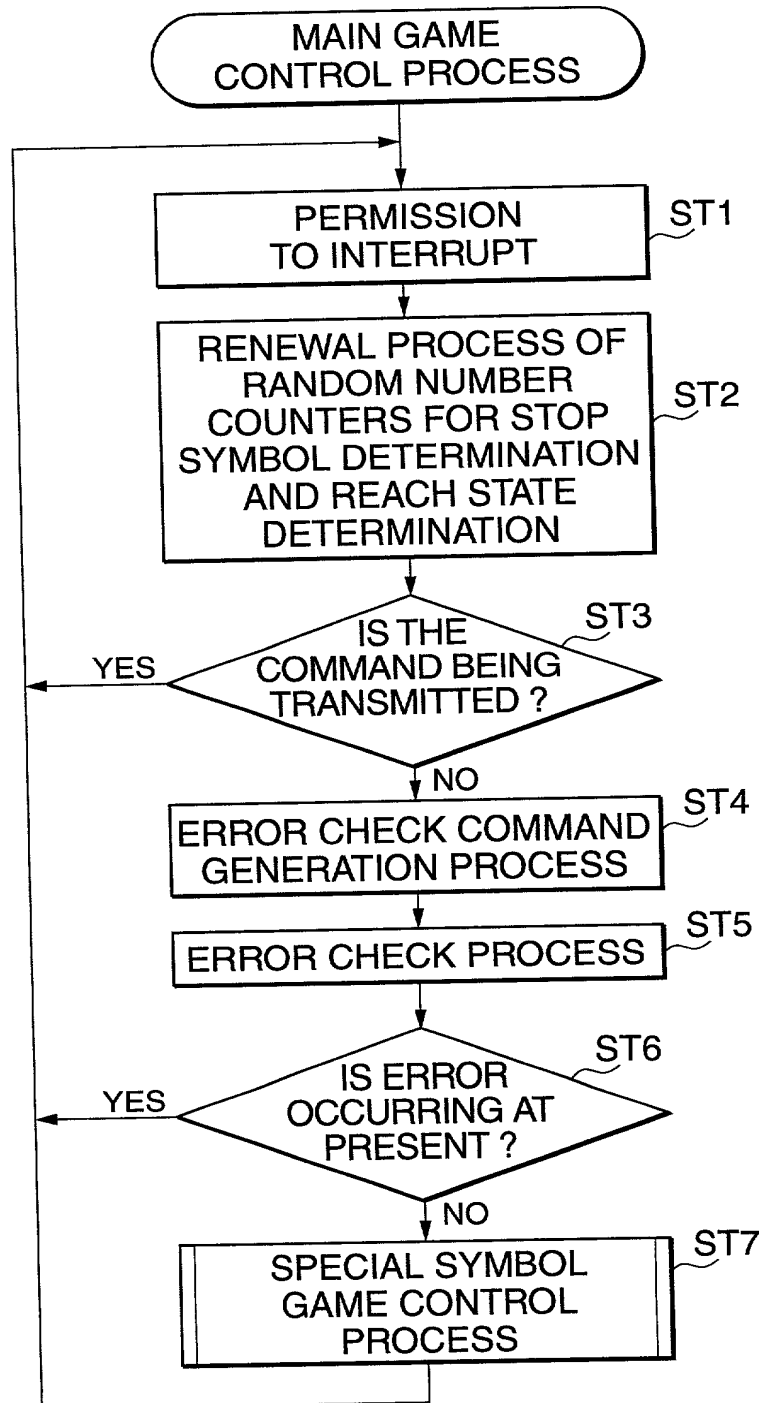 MAIN GAME
CONTROL PROCESS
PERMISSION
TO INTERRUPT
ST1
RENEWAL PROCESS OF
RANDOM NUMBER
COUNTERS FOR STOP
SYMBOL DETERMINATION
AND REACH STATE
DETERMINATION
ST2
IS THE
COMMAND BEING
TRANSMITTED ?
ST3
YES
NO
ERROR CHECK COMMAND
GENERATION PROCESS
ST4
ERROR CHECK PROCESS
ST5
IS ERROR
OCCURRING AT
PRESENT ?
ST6
YES
NO
SPECIAL SYMBOL
GAME CONTROL
PROCESS
ST7